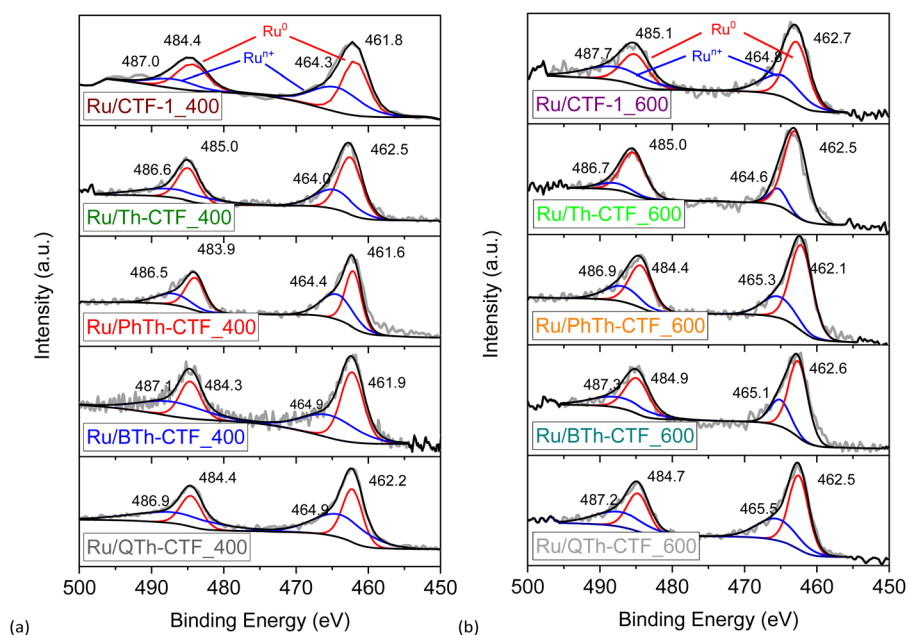 (a)
Intensity (a.u.)
487.0
484.4
Ru⁰
Ruⁿ⁺
464.3
461.8
Ru/CTF-1_400
486.6
485.0
464.0
462.5
Ru/Th-CTF_400
486.5
483.9
464.4
461.6
Ru/PhTh-CTF_400
487.1
484.3
464.9
461.9
Ru/BTh-CTF_400
486.9
484.4
464.9
462.2
Ru/QTh-CTF_400
500 490 480 470 460 450
Binding Energy (eV)
(b)
Intensity (a.u.)
487.7
485.1
Ru⁰
Ruⁿ⁺
464.8
462.7
Ru/CTF-1_600
486.7
485.0
464.6
462.5
Ru/Th-CTF_600
486.9
484.4
465.3
462.1
Ru/PhTh-CTF_600
487.3
484.9
465.1
462.6
Ru/BTh-CTF_600
487.2
484.7
465.5
462.5
Ru/QTh-CTF_600
500 490 480 470 460 450
Binding Energy (eV)